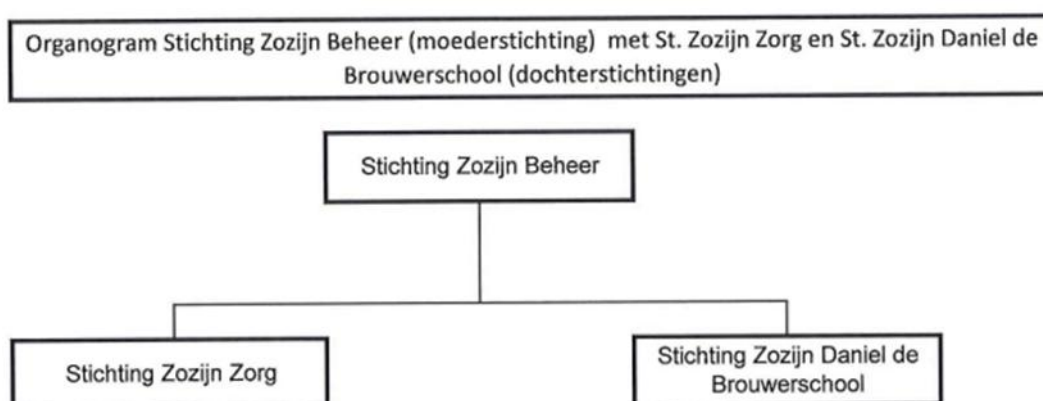 Organogram Stichting Zozijn Beheer (moederstichting) met St. Zozijn Zorg en St. Zozijn Daniel de
Brouwerschool (dochterstichtingen)
Stichting Zozijn Beheer
Stichting Zozijn Zorg
Stichting Zozijn Daniel de
Brouwerschool